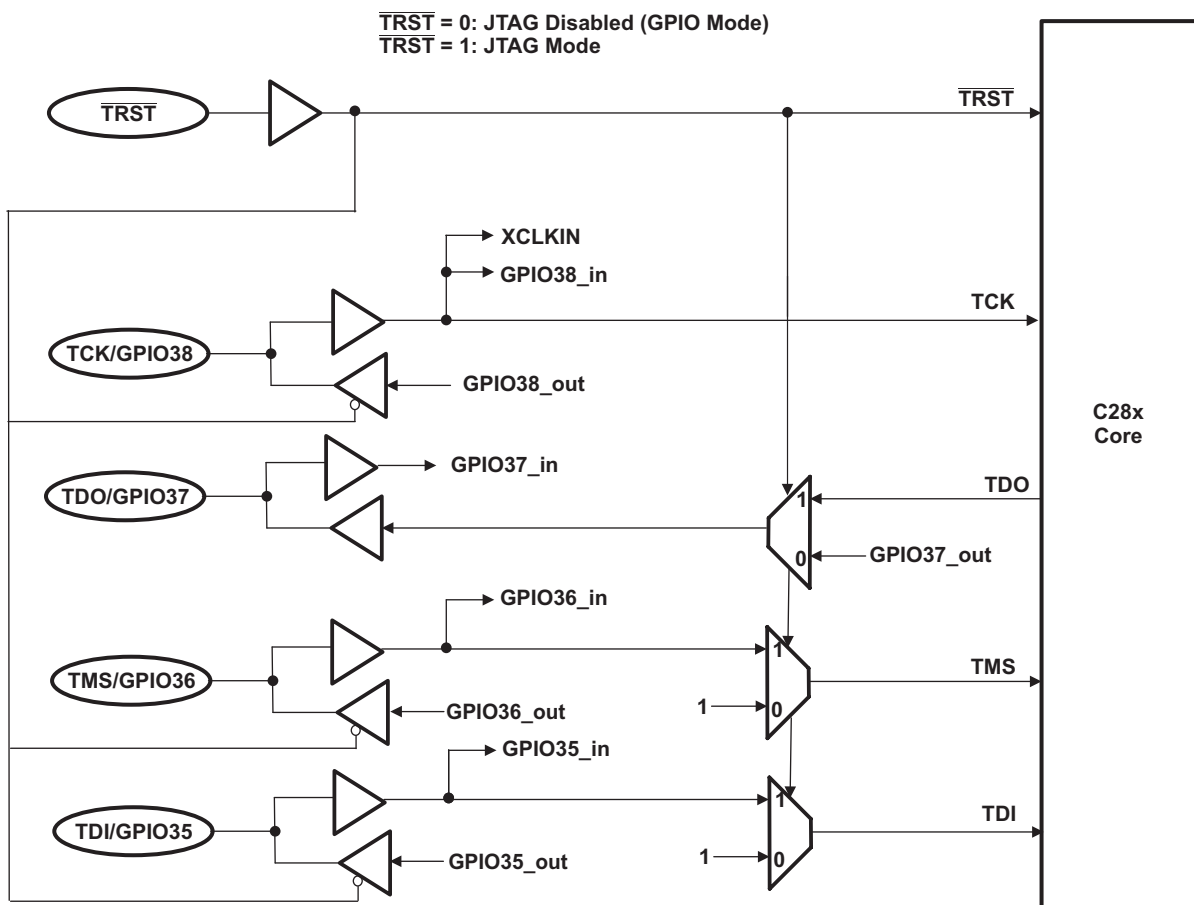 TRST = 0: JTAG Disabled (GPIO Mode)
TRST = 1: JTAG Mode
TRST
TRST
XCLKIN
GPIO38_in
TCK
TCK/GPIO38
GPIO38_out
C28x
Core
GPIO37_in
TDO/GPIO37
1
TDO
0
GPIO37_out
GPIO36_in
1
TMS/GPIO36
TMS
GPIO36_out
1
0
GPIO35_in
1
TDI/GPIO35
TDI
GPIO35_out
1
0